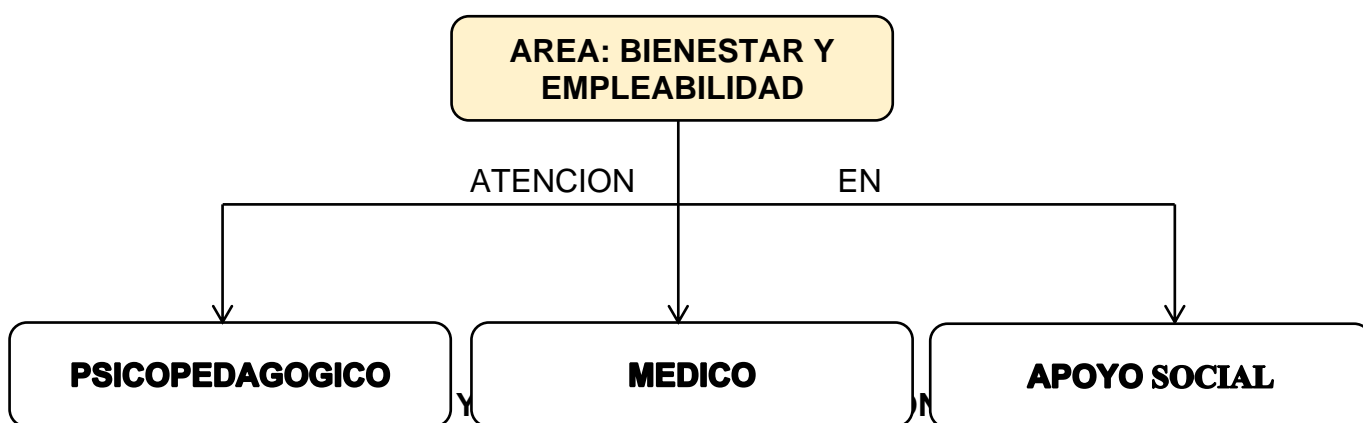 AREA: BIENESTAR Y
EMPLEABILIDAD
ATENCION EN
PSICOPEDAGOGICO MEDICO APOYO SOCIAL
Y